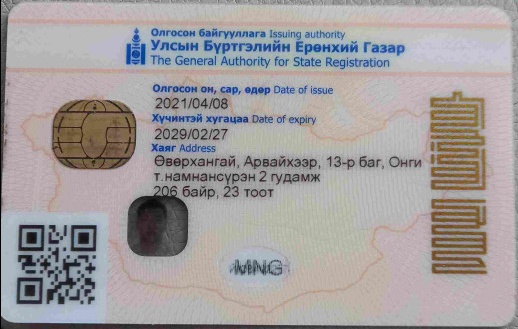 Олгосон байгууллага Issuing authority
Улсын Бүртгэлийн Ерөнхий Газар
The General Authority for State Registration
Олгосон он, сар, өдөр Date of issue
2021/04/08
Хүчинтэй хугацаа Date of expiry
2029/02/27
Хаяг Address
Өвөрхангай, Арвайхээр, 13-р баг, Онги
т.намнансүрэн 2 гудамж
206 байр, 23 тоот
MNG